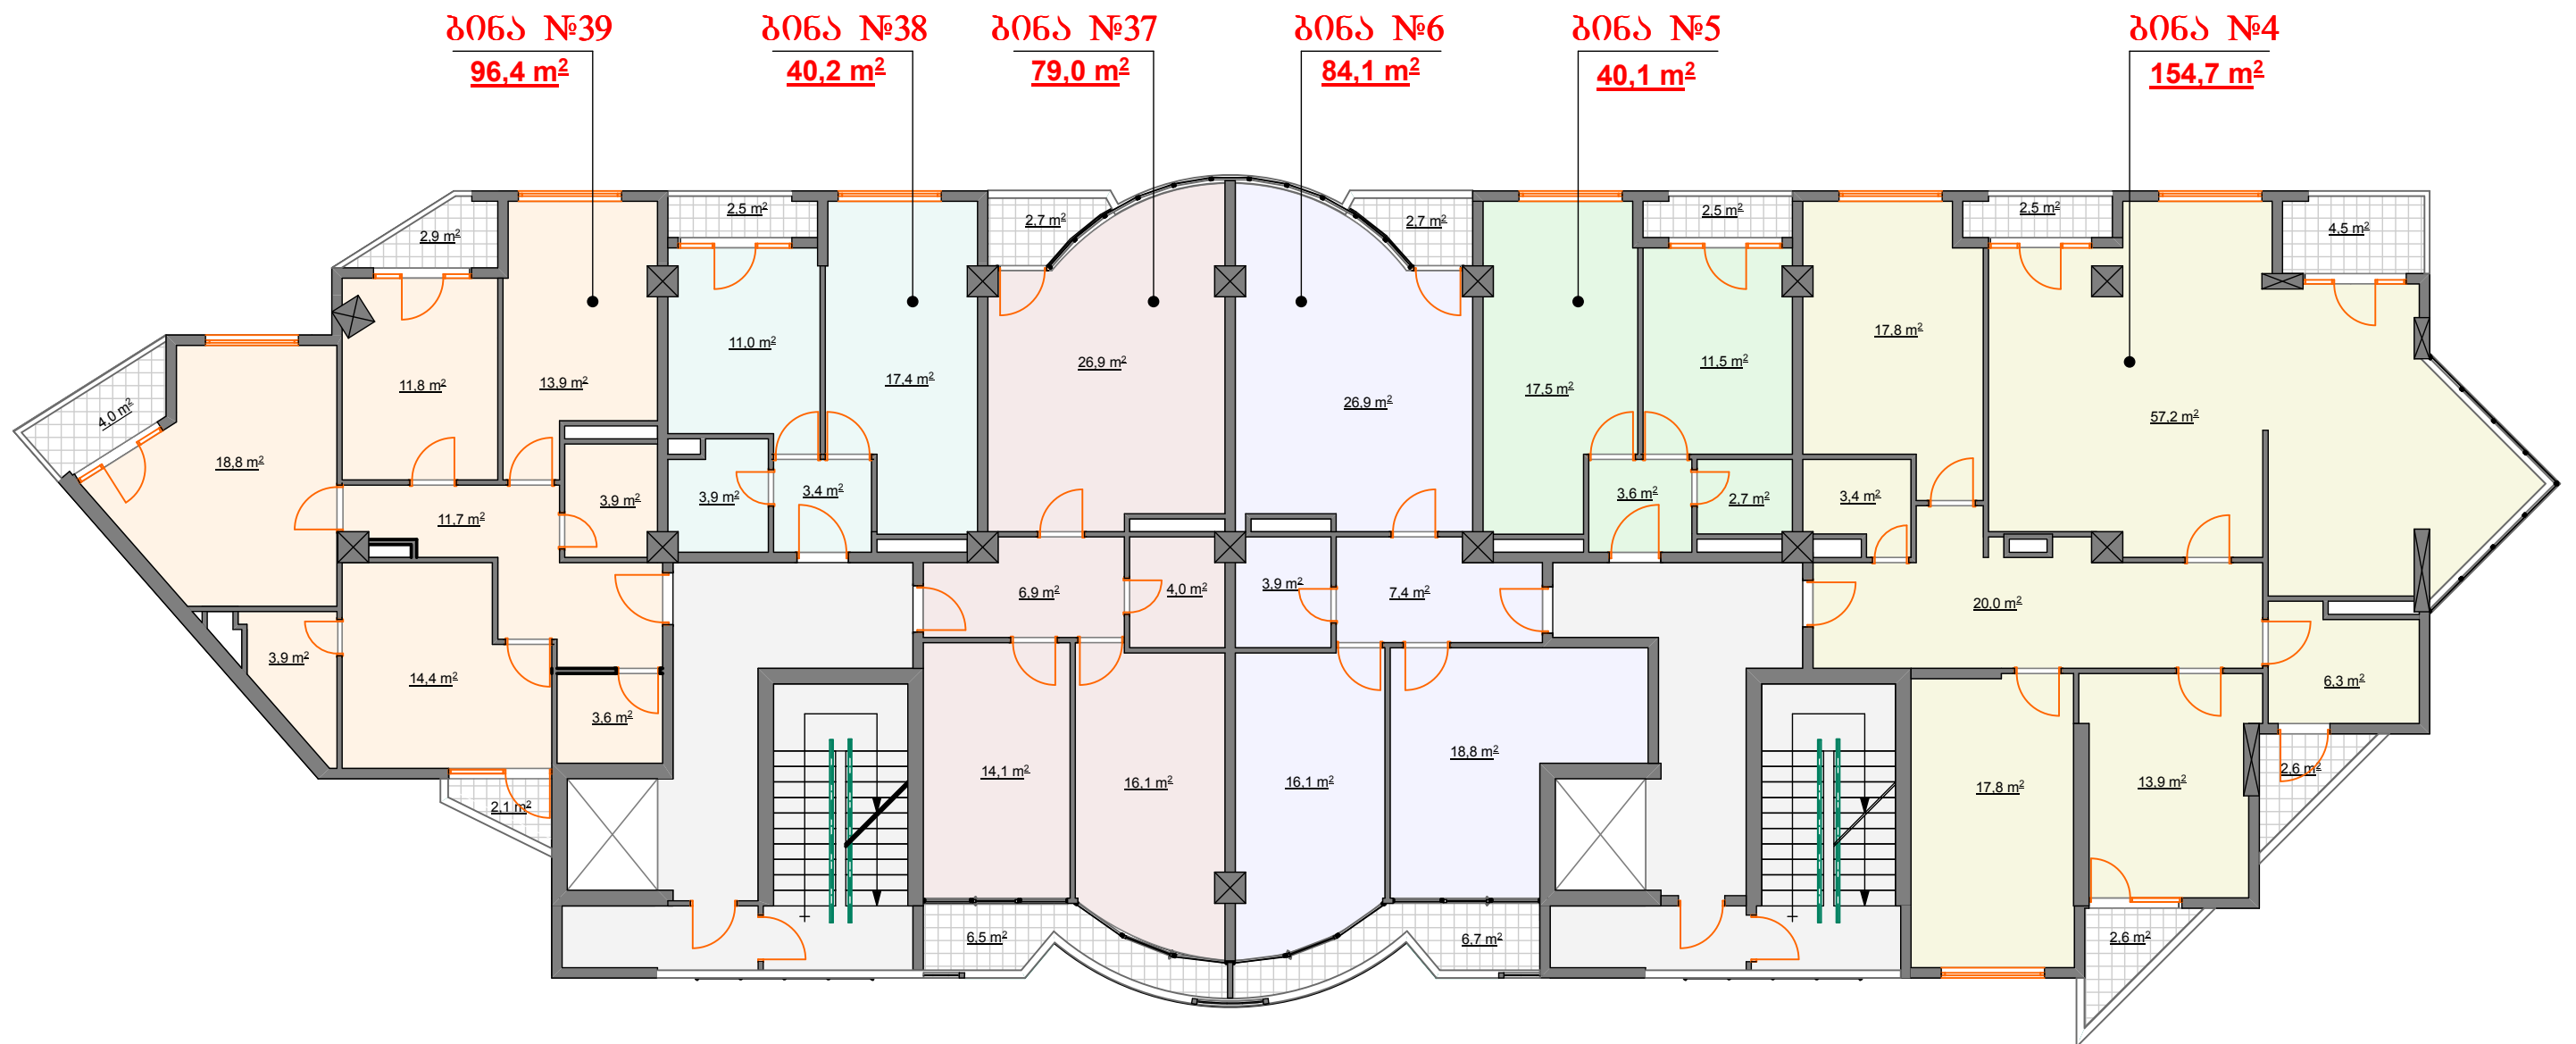 ბინა №39
96,4 m²
ბინა №38
40,2 m²
ბინა №37
79,0 m²
ბინა №6
84,1 m²
ბინა №5
40,1 m²
ბინა №4
154,7 m²
2,9 m²
4,0 m²
18,8 m²
11,8 m²
13,9 m²
11,7 m²
3,9 m²
3,9 m²
14,4 m²
3,6 m²
2,1 m²
2,5 m²
11,0 m²
17,4 m²
3,9 m²
3,4 m²
2,7 m²
26,9 m²
6,9 m²
4,0 m²
14,1 m²
16,1 m²
6,5 m²
2,7 m²
26,9 m²
3,9 m²
7,4 m²
16,1 m²
18,8 m²
6,7 m²
2,5 m²
17,5 m²
11,5 m²
3,6 m²
2,7 m²
2,5 m²
4,5 m²
17,8 m²
57,2 m²
3,4 m²
20,0 m²
6,3 m²
17,8 m²
13,9 m²
2,6 m²
2,6 m²